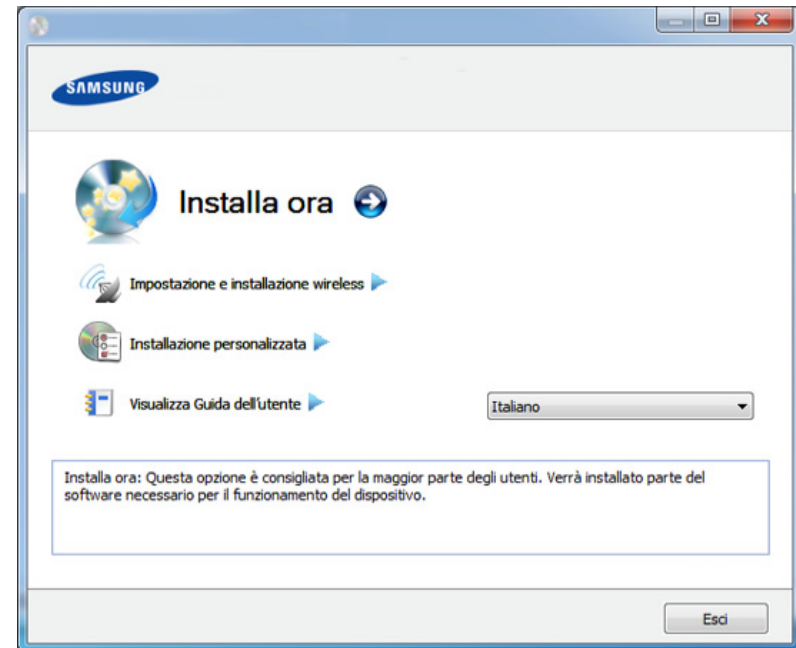 SAMSUNG
Installa ora
Impostazione e installazione wireless
Installazione personalizzata
Visualizza Guida dell'utente
Italiano
Installa ora: Questa opzione è consigliata per la maggior parte degli utenti. Verrà installato parte del
software necessario per il funzionamento del dispositivo.
Esci